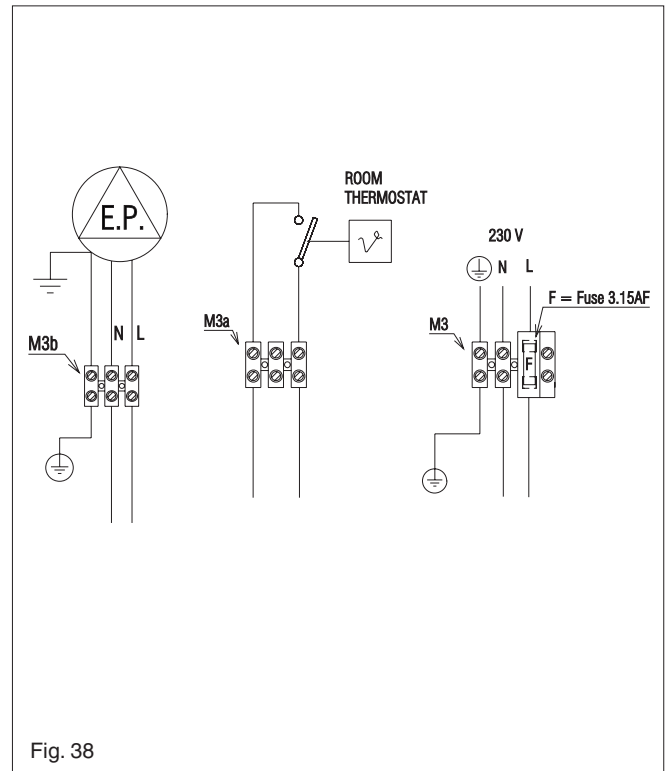 E.P.
N L
M3b
ROOM
THERMOSTAT
M3a
230 V
N L
F = Fuse 3.15AF
M3
F
Fig. 38